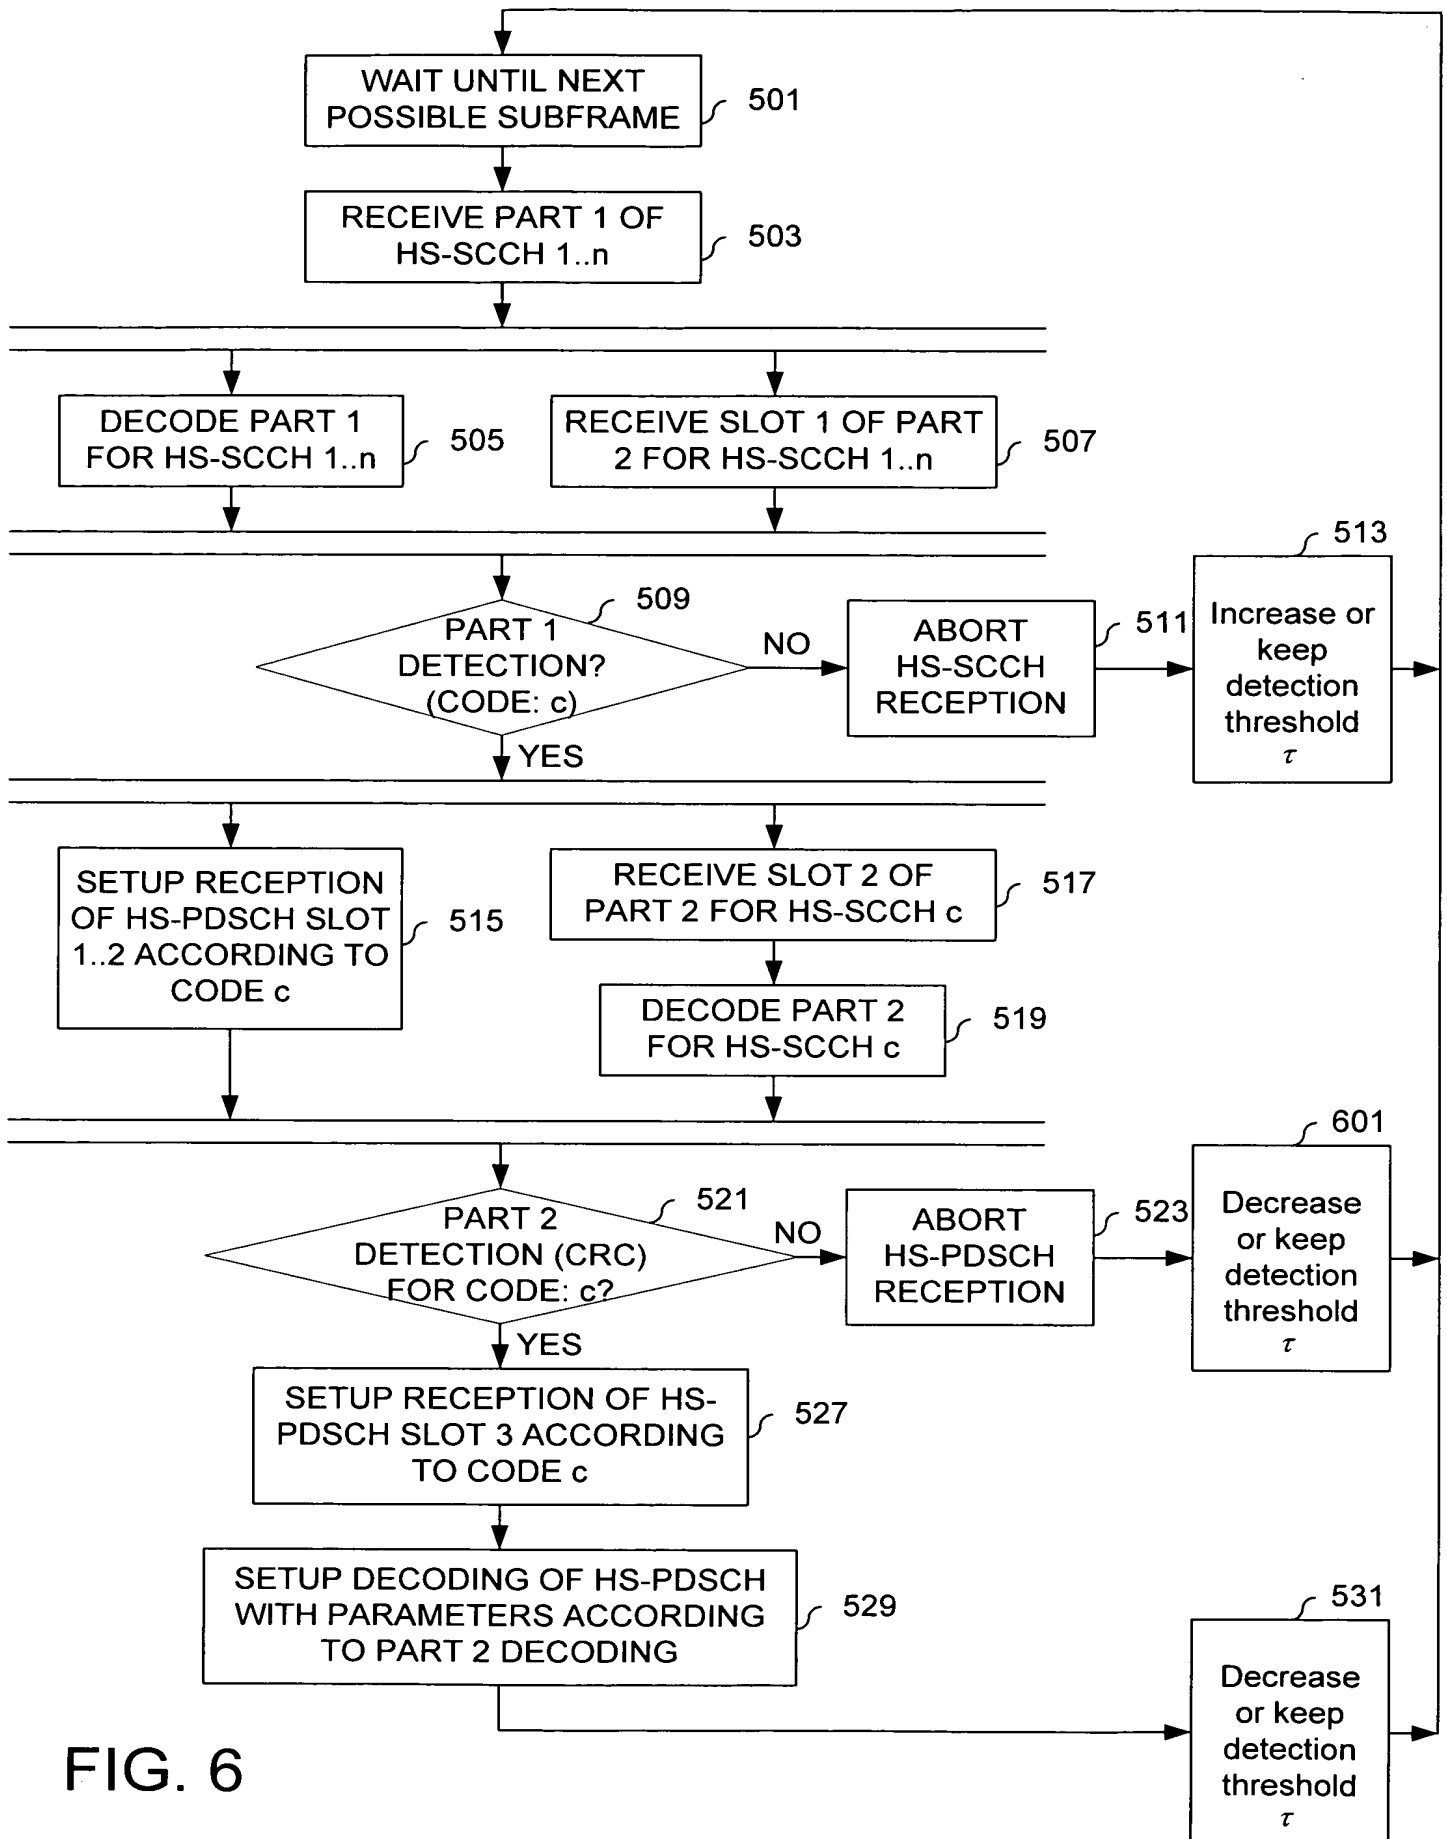 WAIT UNTIL NEXT
POSSIBLE SUBFRAME
501
RECEIVE PART 1 OF
HS-SCCH 1..n
503
DECODE PART 1
FOR HS-SCCH 1..n
505
RECEIVE SLOT 1 OF PART
2 FOR HS-SCCH 1..n
507
PART 1
DETECTION?
(CODE: c)
509
NO
YES
ABORT
HS-SCCH
RECEPTION
511
513
Increase or
keep
detection
threshold
τ
SETUP RECEPTION
OF HS-PDSCH SLOT
1..2 ACCORDING TO
CODE c
515
RECEIVE SLOT 2 OF
PART 2 FOR HS-SCCH c
517
DECODE PART 2
FOR HS-SCCH c
519
PART 2
DETECTION (CRC)
FOR CODE: c?
521
NO
YES
ABORT
HS-PDSCH
RECEPTION
523
601
Decrease
or keep
detection
threshold
τ
SETUP RECEPTION OF HS-
PDSCH SLOT 3 ACCORDING
TO CODE c
527
SETUP DECODING OF HS-PDSCH
WITH PARAMETERS ACCORDING
TO PART 2 DECODING
529
531
Decrease
or keep
detection
threshold
τ
FIG. 6